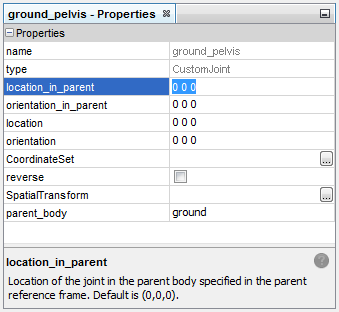 ground_pelvis - Properties
Properties
name ground_pelvis
type CustomJoint
location_in_parent 0 0 0
orientation_in_parent 0 0 0
location 0 0 0
orientation 0 0 0
CoordinateSet ...
reverse
SpatialTransform ...
parent_body ground
location_in_parent ?
Location of the joint in the parent body specified in the parent
reference frame. Default is (0,0,0).